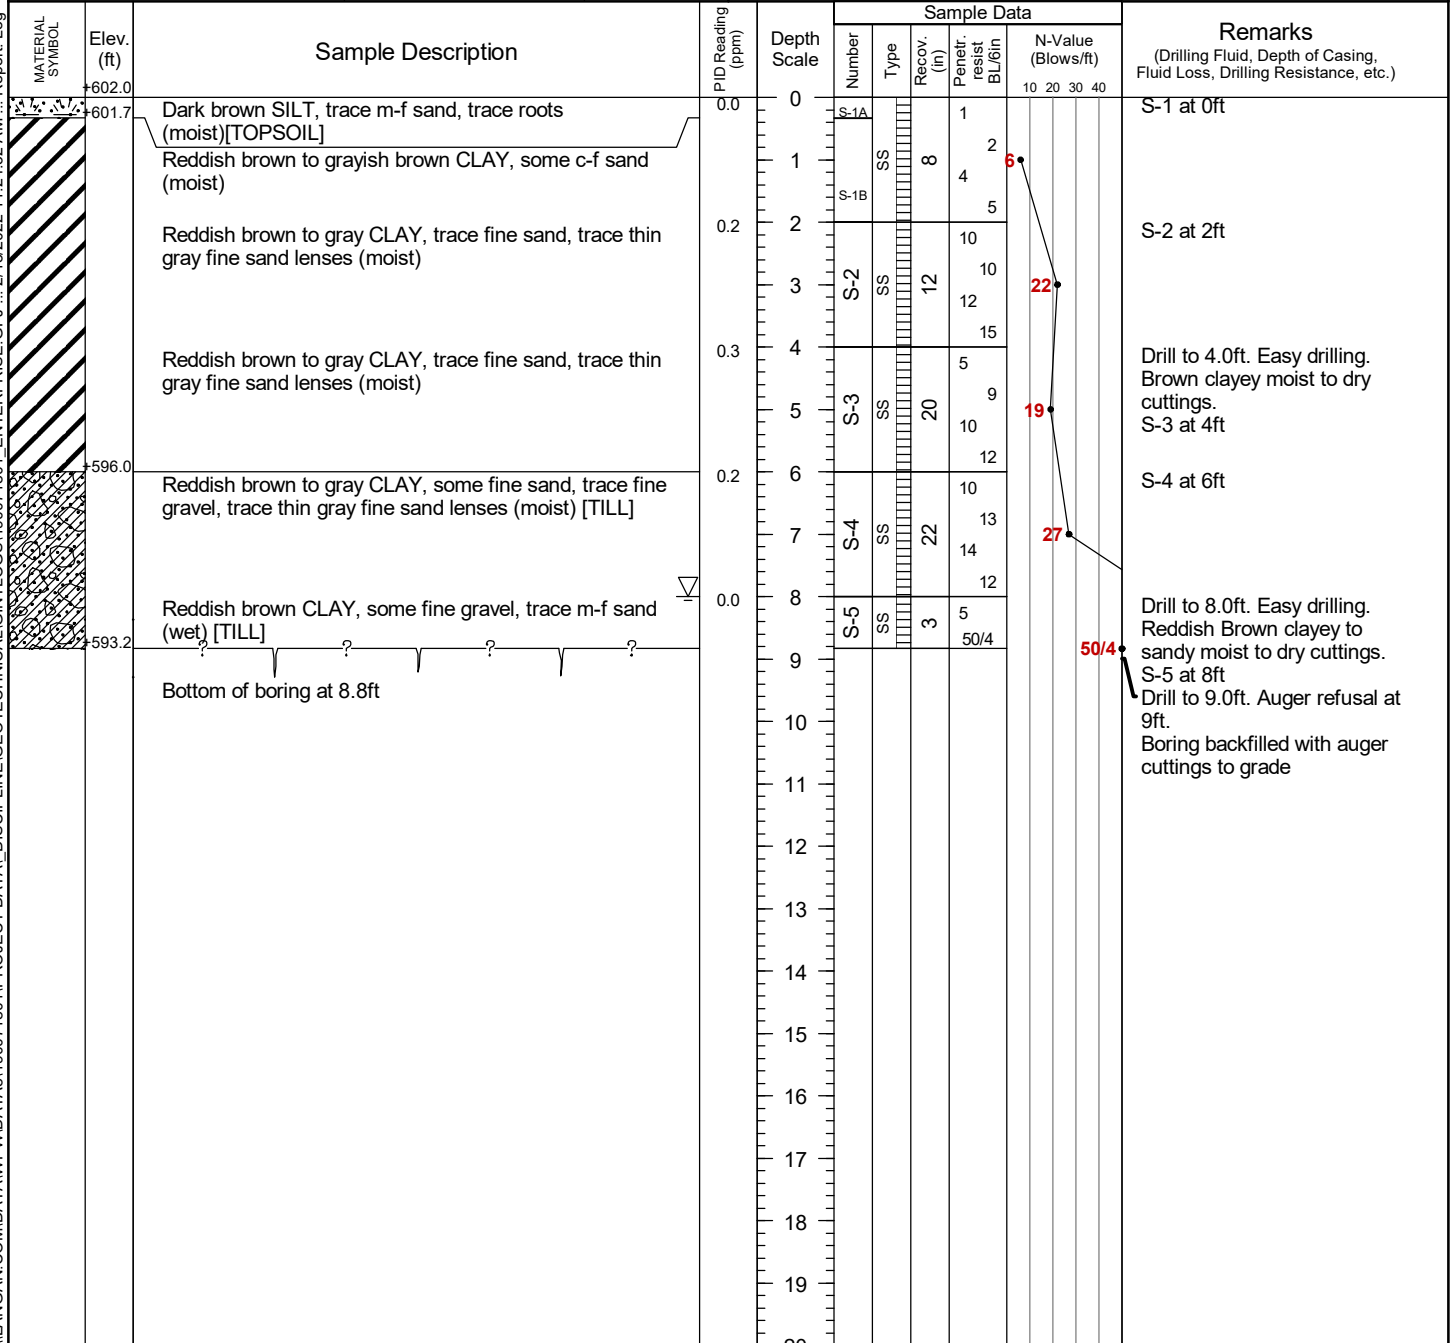 Sample Data
MATERIAL SYMBOL
Elev. (ft)
Sample Description
PID Reading (ppm)
Depth Scale
Number
Type
Recov. (in)
Penetr. resist BL/6in
N-Value (Blows/ft)
10 20 30 40
Remarks
(Drilling Fluid, Depth of Casing,
Fluid Loss, Drilling Resistance, etc.)
+602.0
+601.7
Dark brown SILT, trace m-f sand, trace roots
(moist)[TOPSOIL]
0.0
0
S-1A
1
S-1 at 0ft
Reddish brown to grayish brown CLAY, some c-f sand
(moist)
1
S-1B
SS
8
2
4
5
6
Reddish brown to gray CLAY, trace fine sand, trace thin
gray fine sand lenses (moist)
0.2
2
3
S-2
SS
12
10
10
12
15
22
S-2 at 2ft
Reddish brown to gray CLAY, trace fine sand, trace thin
gray fine sand lenses (moist)
0.3
4
5
S-3
SS
20
5
9
10
12
19
Drill to 4.0ft. Easy drilling.
Brown clayey moist to dry
cuttings.
S-3 at 4ft
+596.0
Reddish brown to gray CLAY, some fine sand, trace fine
gravel, trace thin gray fine sand lenses (moist) [TILL]
0.2
6
7
S-4
SS
22
10
13
14
12
27
S-4 at 6ft
Reddish brown CLAY, some fine gravel, trace m-f sand
(wet) [TILL]
0.0
8
S-5
SS
3
5
50/4
50/4
Drill to 8.0ft. Easy drilling.
Reddish Brown clayey to
sandy moist to dry cuttings.
S-5 at 8ft
+593.2
? ? ? ?
9
Bottom of boring at 8.8ft
Drill to 9.0ft. Auger refusal at
9ft.
Boring backfilled with auger
cuttings to grade
10
11
12
13
14
15
16
17
18
19